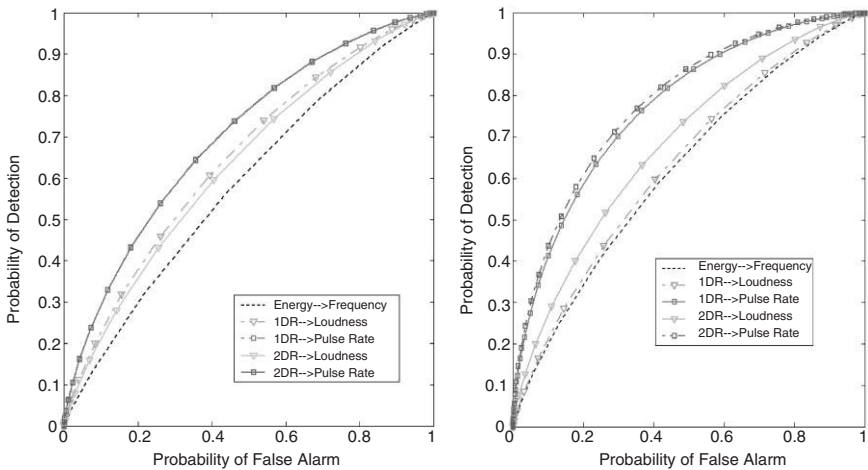 1
0.9
0.8
0.7
0.6
0.5
0.4
0.3
0.2
0.1
0
Probability of Detection
0
0.2
0.4
0.6
0.8
1
Probability of False Alarm
Energy-->Frequency
1DR-->Loudness
1DR-->Pulse Rate
2DR-->Loudness
2DR-->Pulse Rate
1
0.9
0.8
0.7
0.6
0.5
0.4
0.3
0.2
0.1
0
Probability of Detection
0
0.2
0.4
0.6
0.8
1
Probability of False Alarm
Energy-->Frequency
1DR-->Loudness
1DR-->Pulse Rate
2DR-->Loudness
2DR-->Pulse Rate